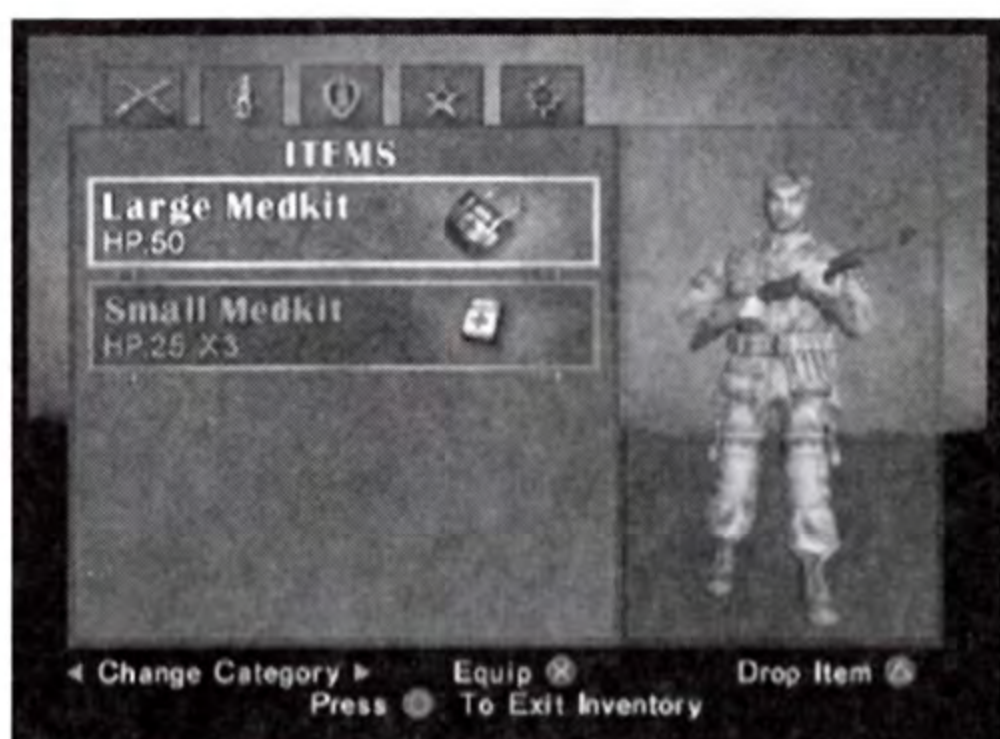 ITEMS
Large Medkit
HP.50
Small Medkit
HP.25 X3
◀ Change Category ▶ Equip ⓧ Drop Item △
Press ○ To Exit Inventory